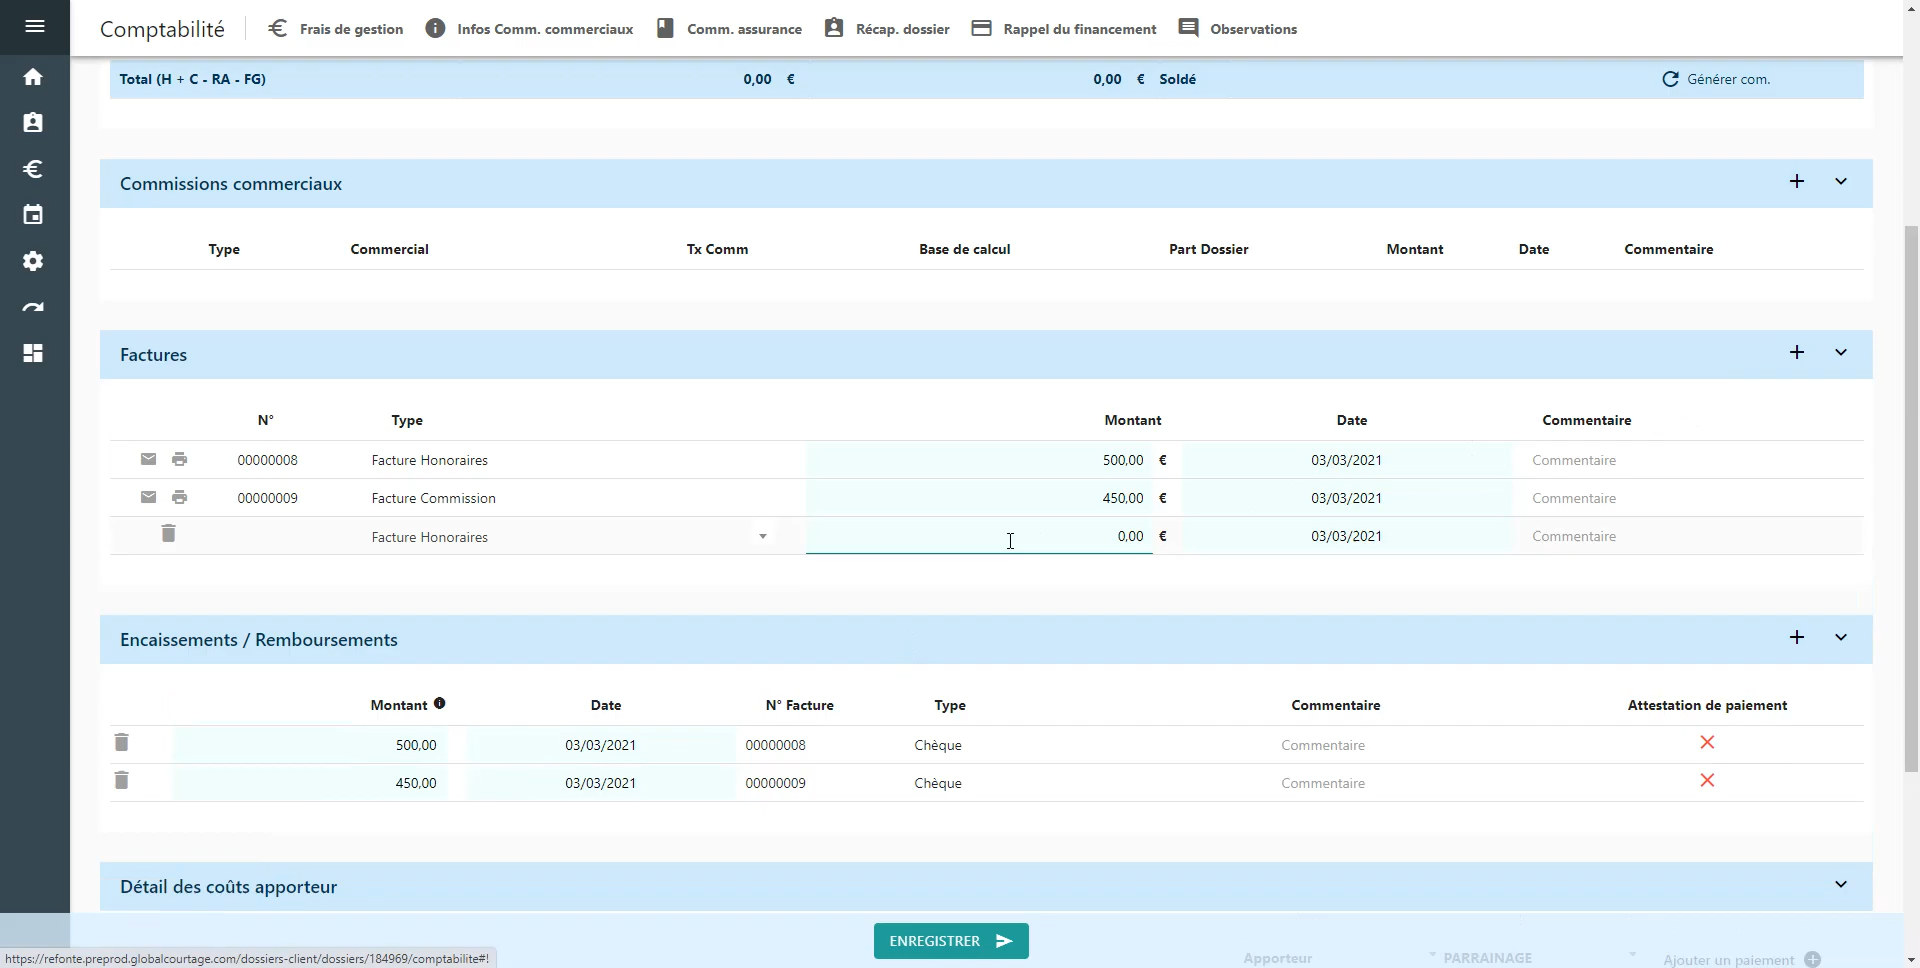 Comptabilité
Frais de gestion
Infos Comm. commerciaux
Comm. assurance
Récap. dossier
Rappel du financement
Observations
Total (H + C - RA - FG) 0,00 € 0,00 € Soldé Générer com.
Commissions commerciaux
Type Commercial Tx Comm Base de calcul Part Dossier Montant Date Commentaire
Factures
N° Type Montant Date Commentaire
00000008 Facture Honoraires 500,00 € 03/03/2021 Commentaire
00000009 Facture Commission 450,00 € 03/03/2021 Commentaire
Facture Honoraires 0,00 € 03/03/2021 Commentaire
Encaissements / Remboursements
Montant Date N° Facture Type Commentaire Attestation de paiement
500,00 03/03/2021 00000008 Chèque Commentaire
450,00 03/03/2021 00000009 Chèque Commentaire
Détail des coûts apporteur
ENREGISTRER
Apporteur PARRAINAGE Ajouter un paiement
https://refonte.preprod.globalcourtage.com/dossiers-client/dossiers/184969/comptabilite#!